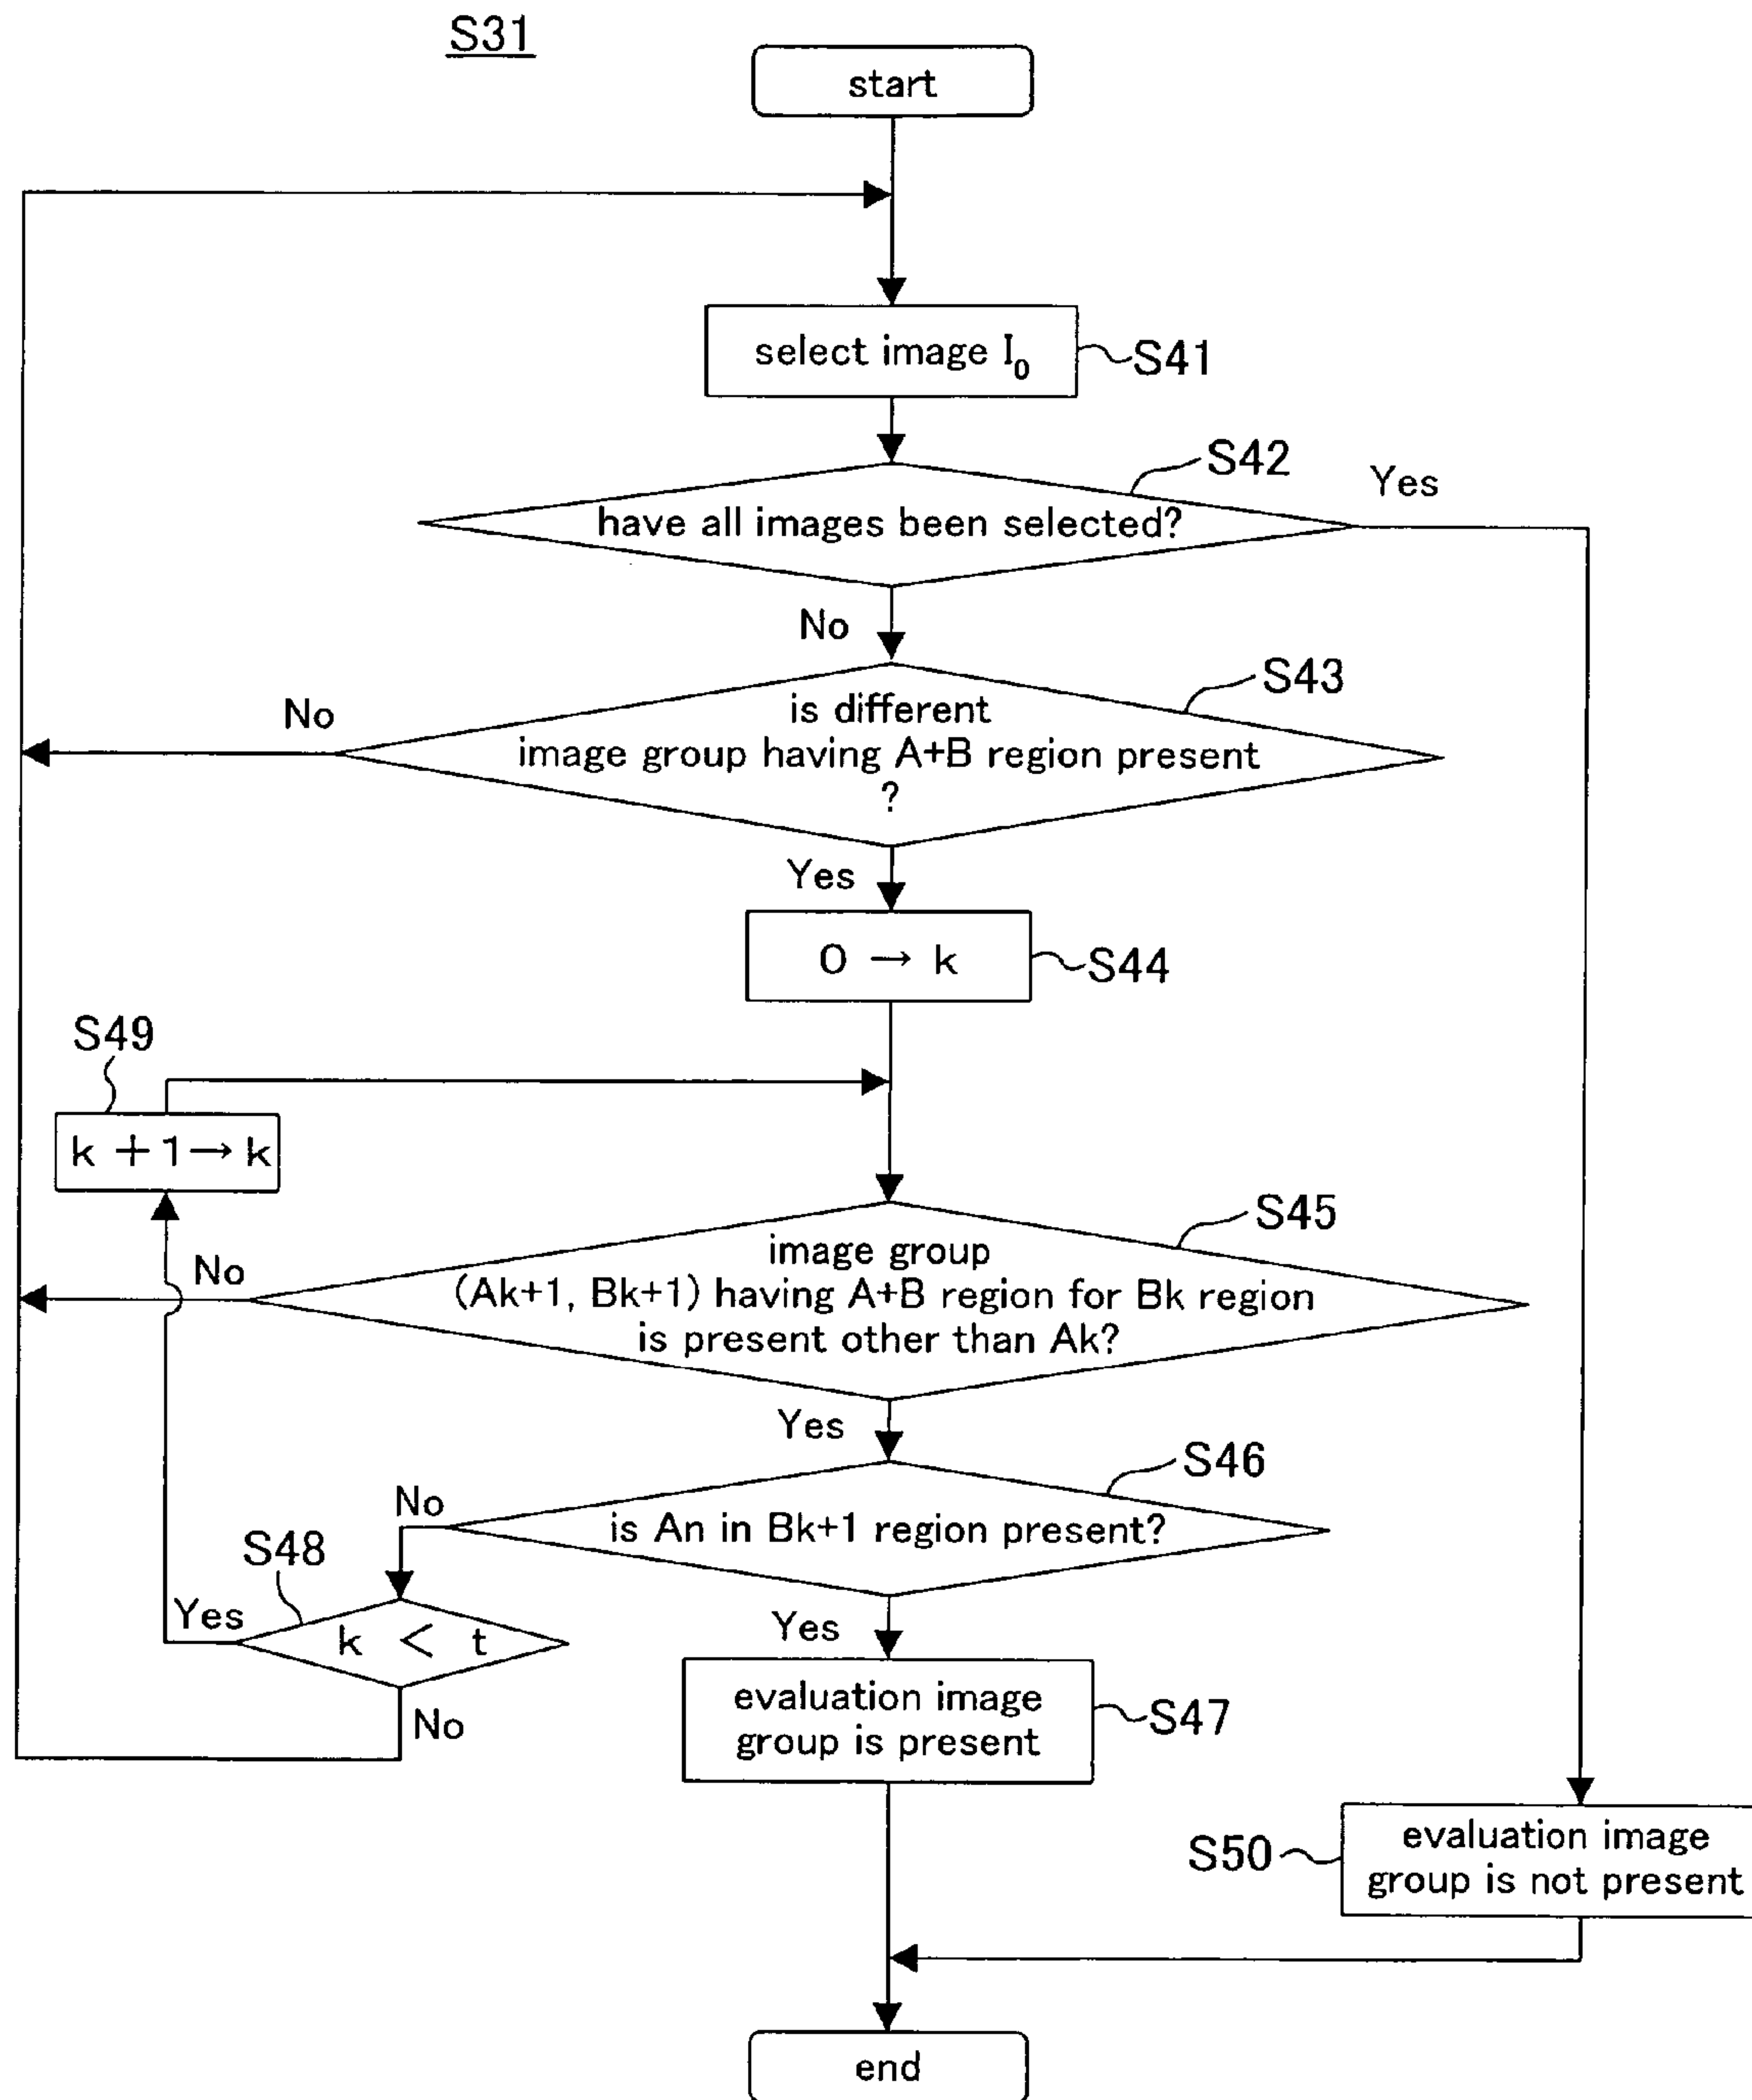 S31
start
select image I₀
S41
S42
Yes
have all images been selected?
No
S43
No
is different
image group having A+B region present
?
Yes
0 → k
S44
S49
k +1→k
S45
No
image group
(Ak+1, Bk+1) having A+B region for Bk region
is present other than Ak?
Yes
S46
No
is An in Bk+1 region present?
S48
Yes
k < t
Yes
No
evaluation image
group is present
S47
S50
evaluation image
group is not present
end